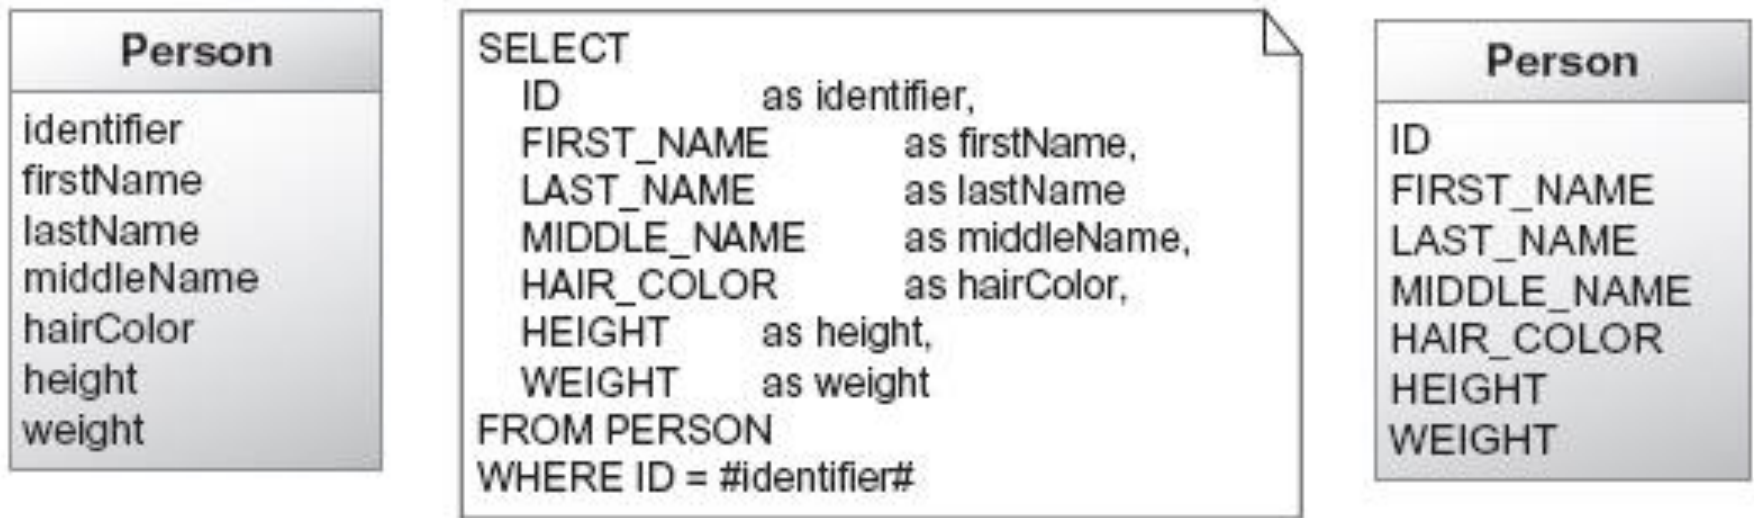 Person
identifier
firstName
lastName
middleName
hairColor
height
weight
SELECT
ID as identifier,
FIRST_NAME as firstName,
LAST_NAME as lastName
MIDDLE_NAME as middleName,
HAIR_COLOR as hairColor,
HEIGHT as height,
WEIGHT as weight
FROM PERSON
WHERE ID = #identifier#
Person
ID
FIRST_NAME
LAST_NAME
MIDDLE_NAME
HAIR_COLOR
HEIGHT
WEIGHT